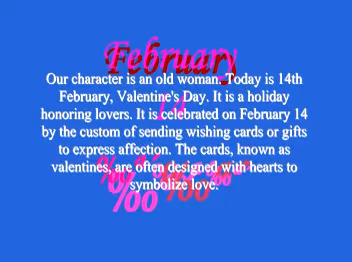 February
14
Our character is an old woman. Today is 14th
February, Valentine's Day. It is a holiday
honoring lovers. It is celebrated on February 14
by the custom of sending wishing cards or gifts
to express affection. The cards, known as
valentines, are often designed with hearts to
symbolize love.
‰ ‰ ‰ ‰